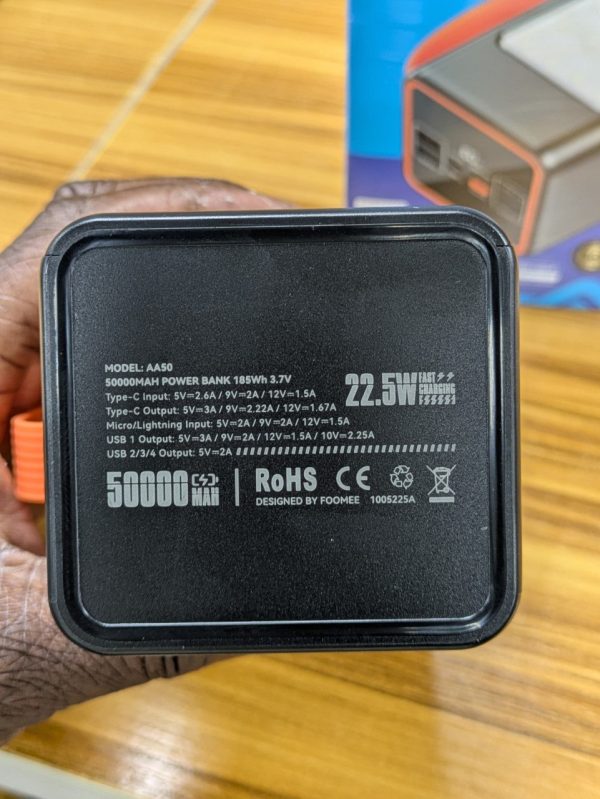 MODEL: AA50
50000MAH POWER BANK 185Wh 3.7V
Type-C Input: 5V⎓2.6A / 9V⎓2A / 12V⎓1.5A
Type-C Output: 5V⎓3A / 9V⎓2.22A / 12V⎓1.67A
Micro/Lightning Input: 5V⎓2A / 9V⎓2A / 12V⎓1.5A
USB 1 Output: 5V⎓3A / 9V⎓2A / 12V⎓1.5A / 10V⎓2.25A
USB 2/3/4 Output: 5V⎓2A
22.5W FAST
CHARGING
50000 MAH
RoHS CE
DESIGNED BY FOOMEE 1005225A